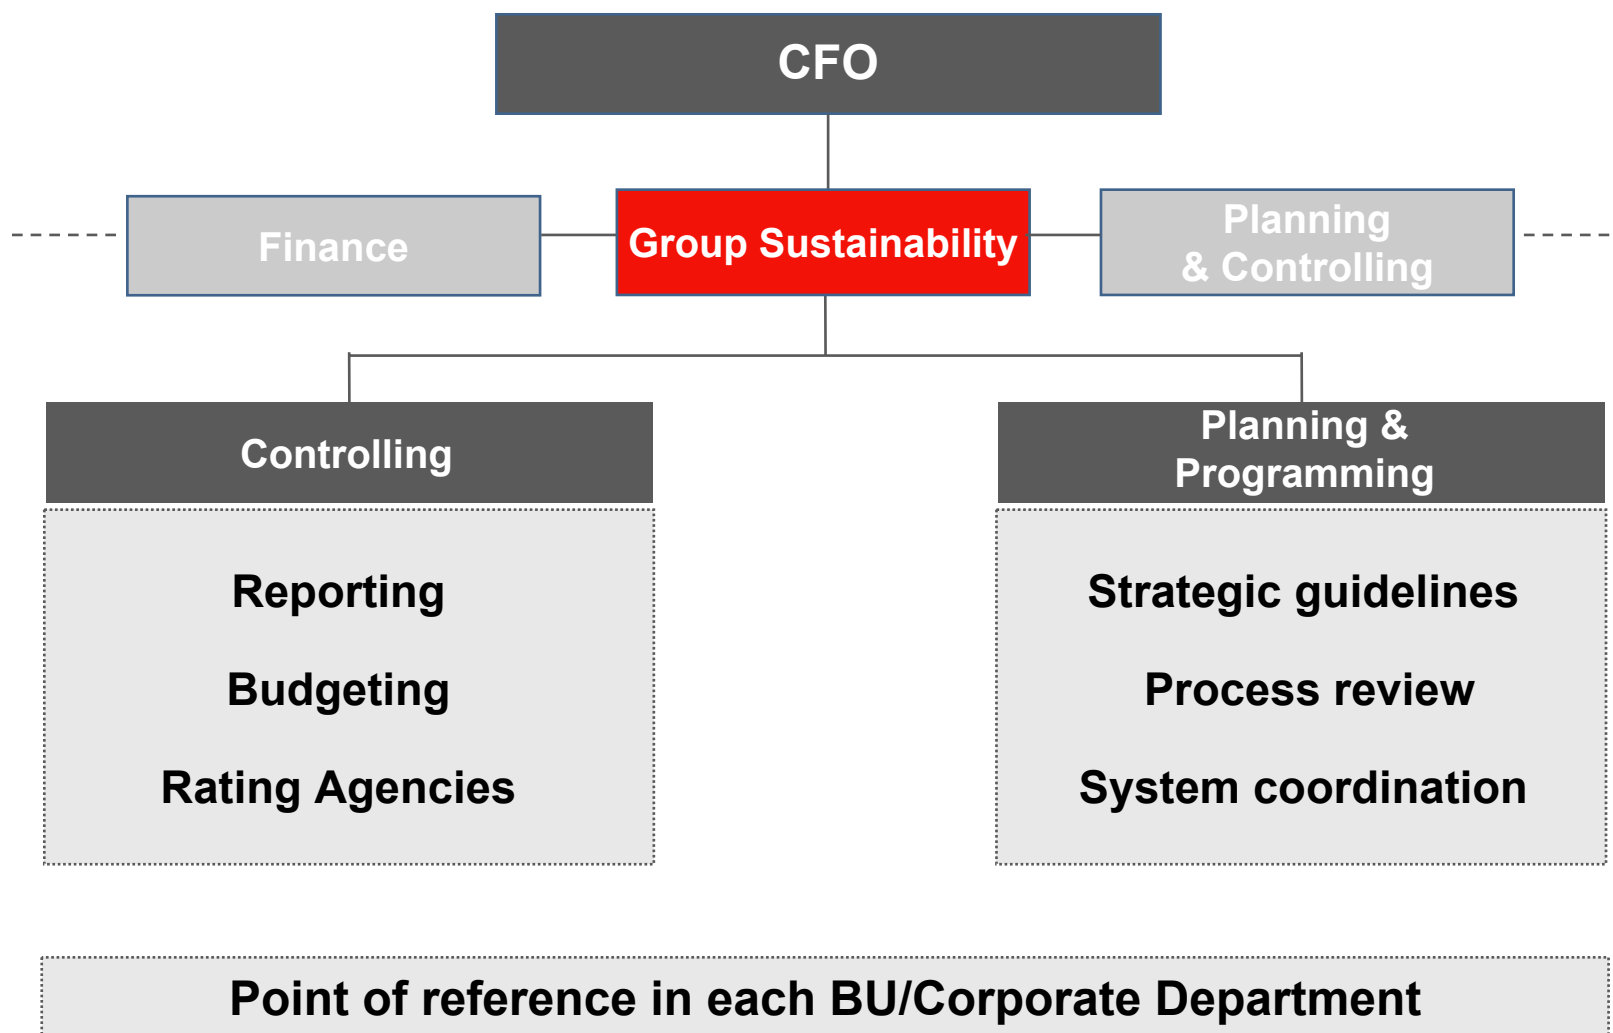 CFO
Finance
Group Sustainability
Planning
& Controlling
Controlling
Planning &
Programming
Reporting
Budgeting
Rating Agencies
Strategic guidelines
Process review
System coordination
Point of reference in each BU/Corporate Department